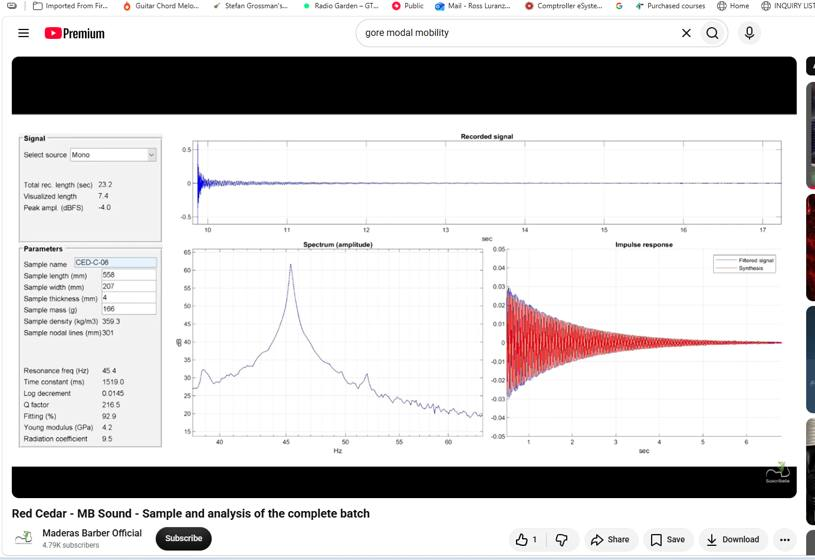 Imported From Fir...
Guitar Chord Melo...
Stefan Grossman's...
Radio Garden – GT...
Public
Mail - Ross Luranz...
Comptroller eSyste...
Purchased courses
Home
INQUIRY LIST
Premium
gore modal mobility
Signal
Select source Mono
Total rec. length (sec) 23.2
Visualized length 7.4
Peak ampl. (dBFS) -4.0
Recorded signal
0.5
0
-0.5
10 11 12 13 14 15 16 17
sec
Parameters
Sample name CED-C-06
Sample length (mm) 558
Sample width (mm) 207
Sample thickness (mm) 4
Sample mass (g) 166
Sample density (kg/m3) 359.3
Sample nodal lines (mm) 301
Resonance freq (Hz) 45.4
Time constant (ms) 1519.0
Log decrement 0.0145
Q factor 216.5
Fitting (%) 92.9
Young modulus (GPa) 4.2
Radiation coefficient 9.5
Spectrum (amplitude)
65
60
55
50
45
40
35
30
25
20
15
dB
40 45 50 55 60
Hz
Impulse response
0.05
0.04
0.03
0.02
0.01
0
-0.01
-0.02
-0.03
-0.04
-0.05
Filtered signal
Synthesis
1 2 3 4 5 6
sec
Suscríbete
Red Cedar - MB Sound - Sample and analysis of the complete batch
Maderas Barber Official
4.79K subscribers
Subscribe
1
Share
Save
Download